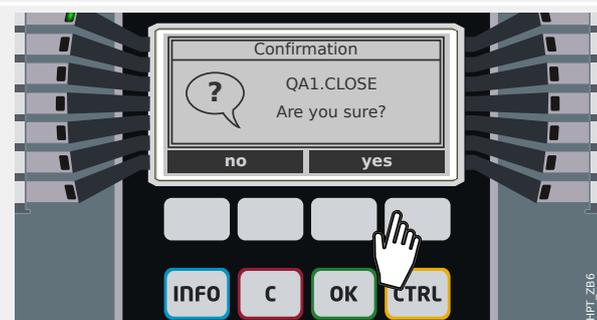 Confirmation
?
QA1.CLOSE
Are you sure?
no yes
INFO C OK CTRL
HPT_ZB6